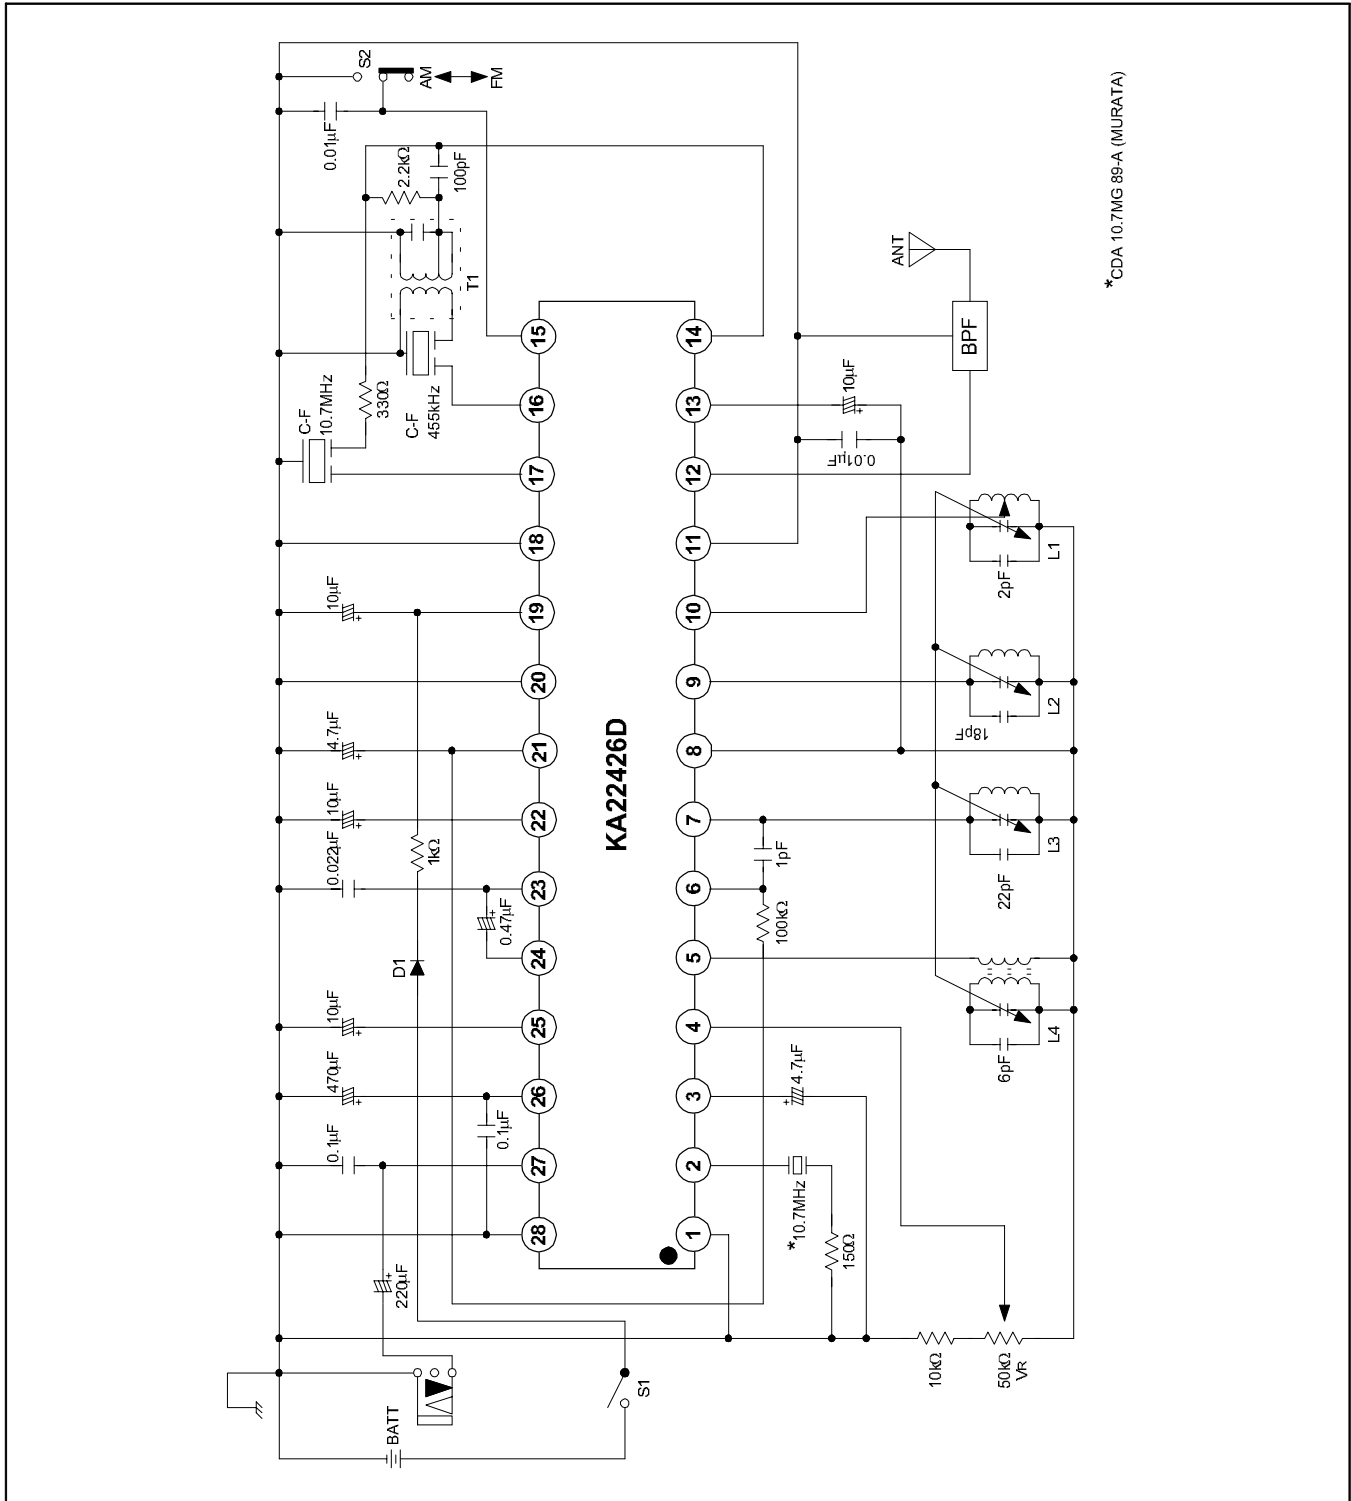 S2
AM
FM
0.01μF
2.2kΩ
100pF
T1
C-F
10.7MHz
330Ω
C-F
455kHz
*CDA 10.7MG 89-A (MURATA)
ANT
BPF
15
14
16
13
10μF
17
12
0.01μF
18
11
L1
2pF
10μF
19
10
20
9
L2
18pF
4.7μF
21
8
KA22426D
10μF
22
7
1kΩ
1pF
L3
22pF
0.022μF
23
6
0.47μF
100kΩ
24
5
D1
10μF
25
4
L4
6pF
470μF
26
3
4.7μF
0.1μF
0.1μF
27
2
*10.7MHz
28
1
150Ω
220μF
10kΩ
50kΩ
VR
S1
BATT